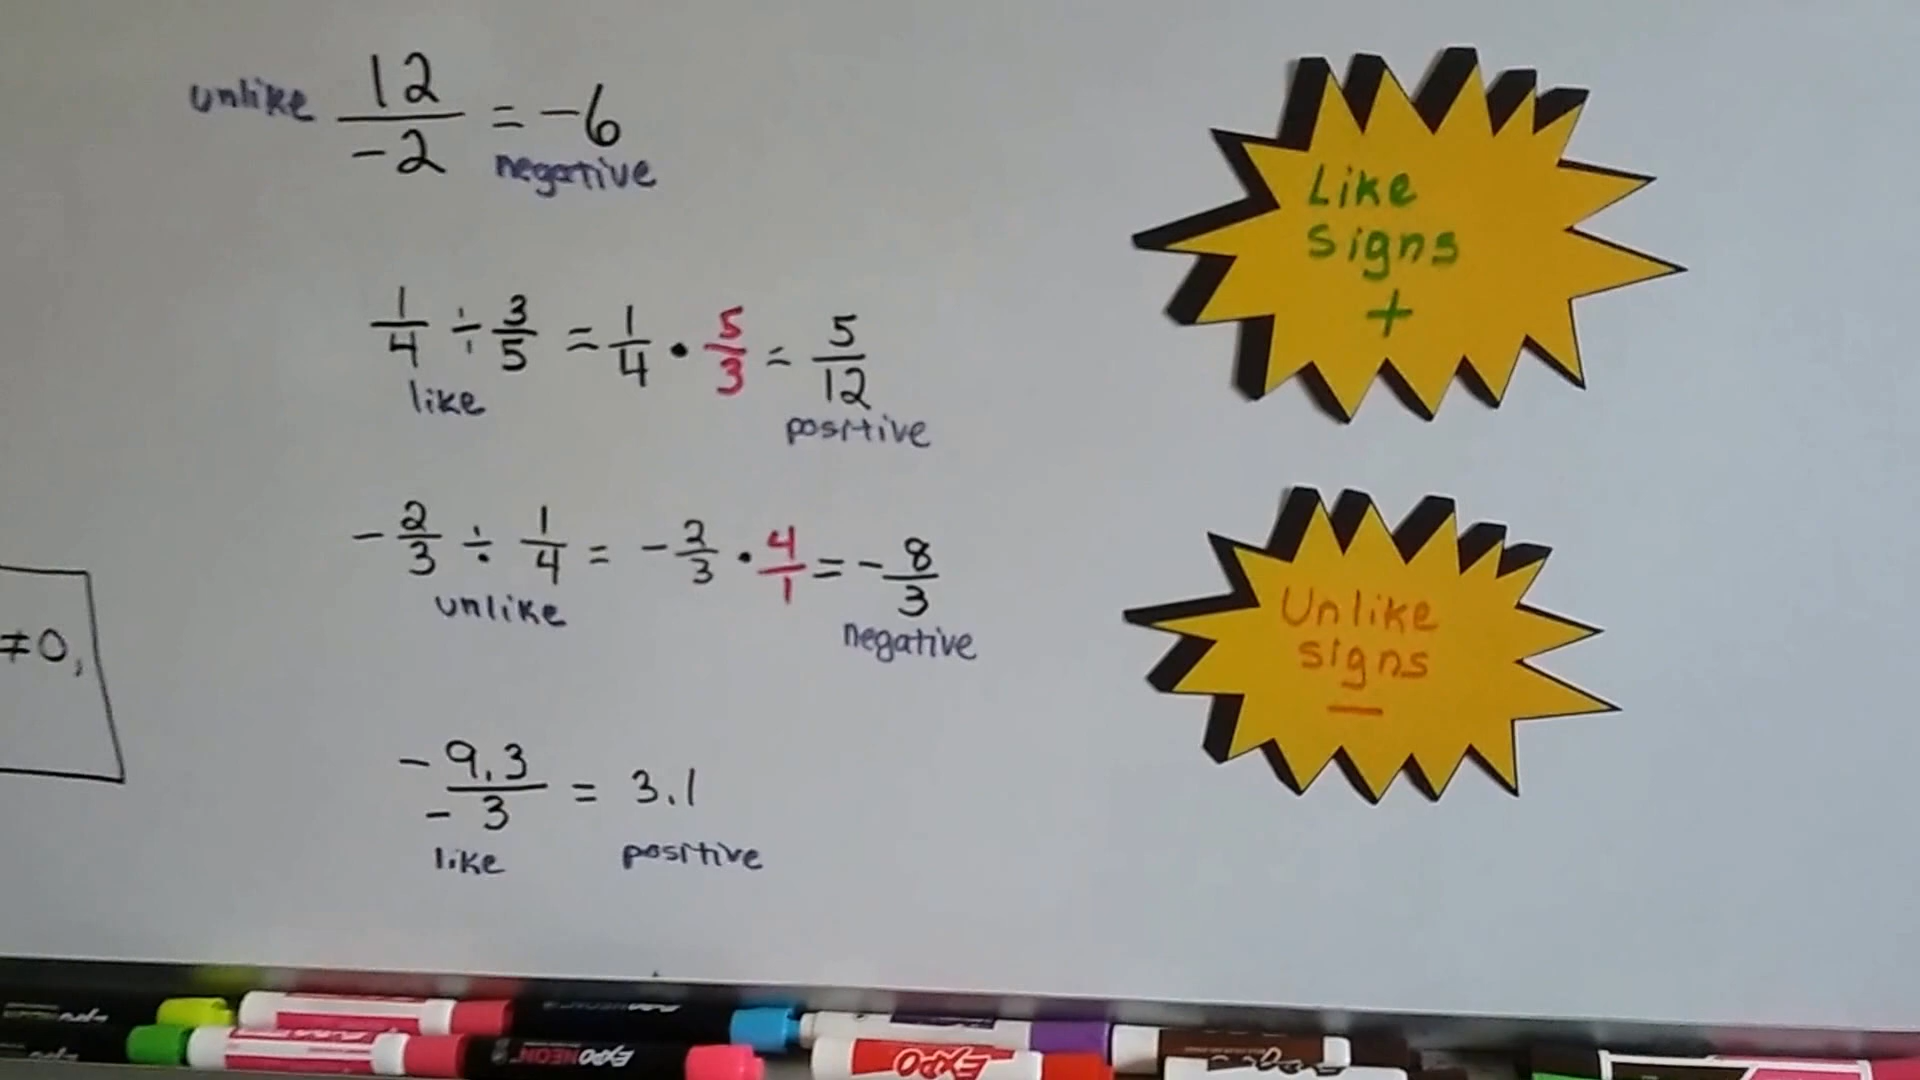 unlike 12/-2 = -6
negative
1/4 ÷ 3/5 = 1/4 • 5/3 = 5/12
like
positive
-2/3 ÷ 1/4 = -2/3 • 4/1 = -8/3
unlike
negative
-9.3/-3 = 3.1
like positive
≠0,
Like
signs
+
Unlike
signs
−
EXPO NEON
EXPO